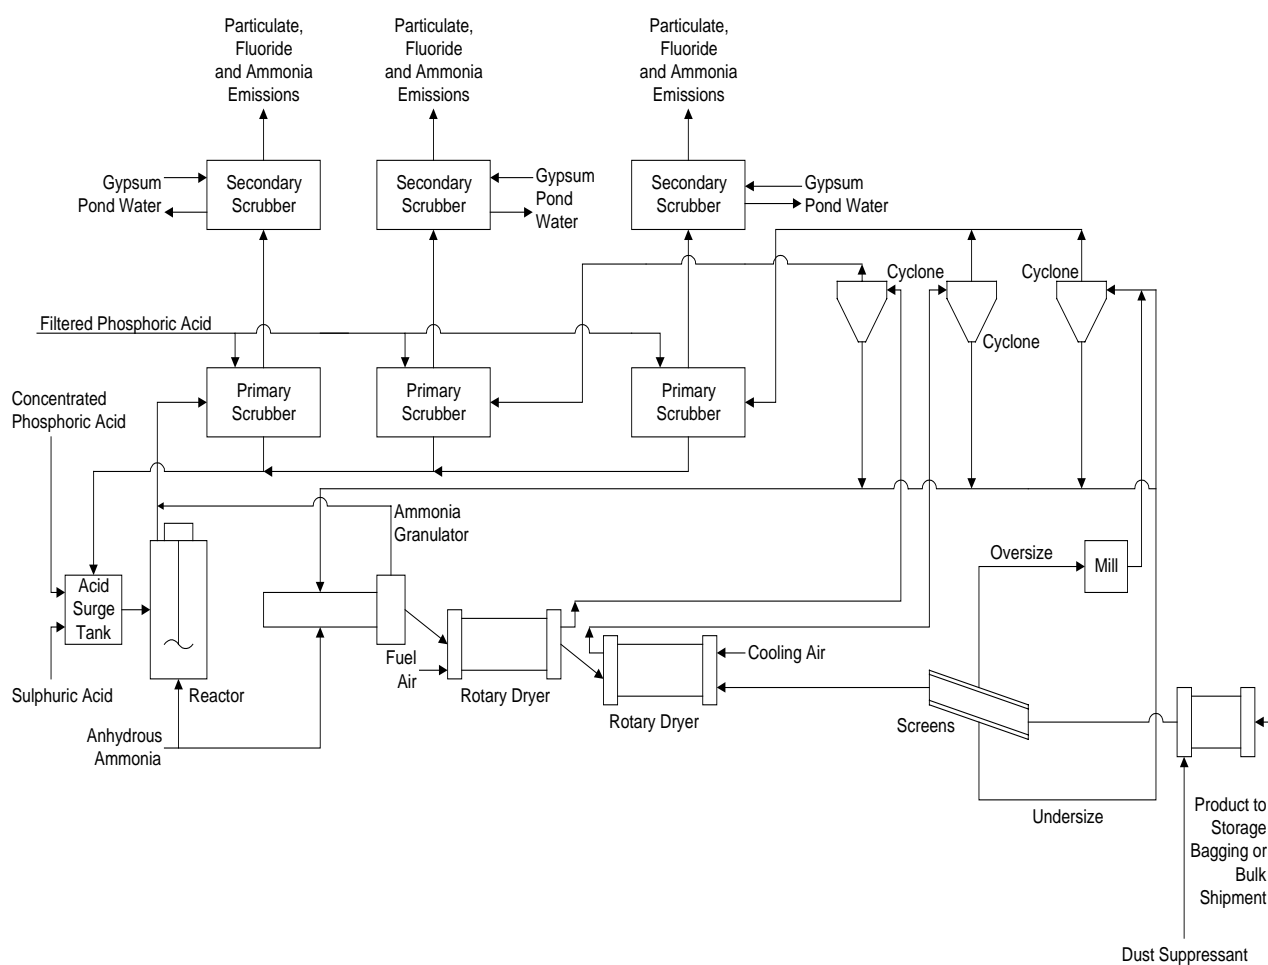 Particulate,
Fluoride
and Ammonia
Emissions
Particulate,
Fluoride
and Ammonia
Emissions
Particulate,
Fluoride
and Ammonia
Emissions
Gypsum
Pond Water
Secondary
Scrubber
Secondary
Scrubber
Gypsum
Pond
Water
Secondary
Scrubber
Gypsum
Pond Water
Cyclone
Cyclone
Cyclone
Filtered Phosphoric Acid
Concentrated
Phosphoric Acid
Primary
Scrubber
Primary
Scrubber
Primary
Scrubber
Ammonia
Granulator
Oversize
Mill
Acid
Surge
Tank
Sulphuric Acid
Reactor
Fuel
Air
Rotary Dryer
Cooling Air
Rotary Dryer
Screens
Anhydrous
Ammonia
Undersize
Product to
Storage
Bagging or
Bulk
Shipment
Dust Suppressant